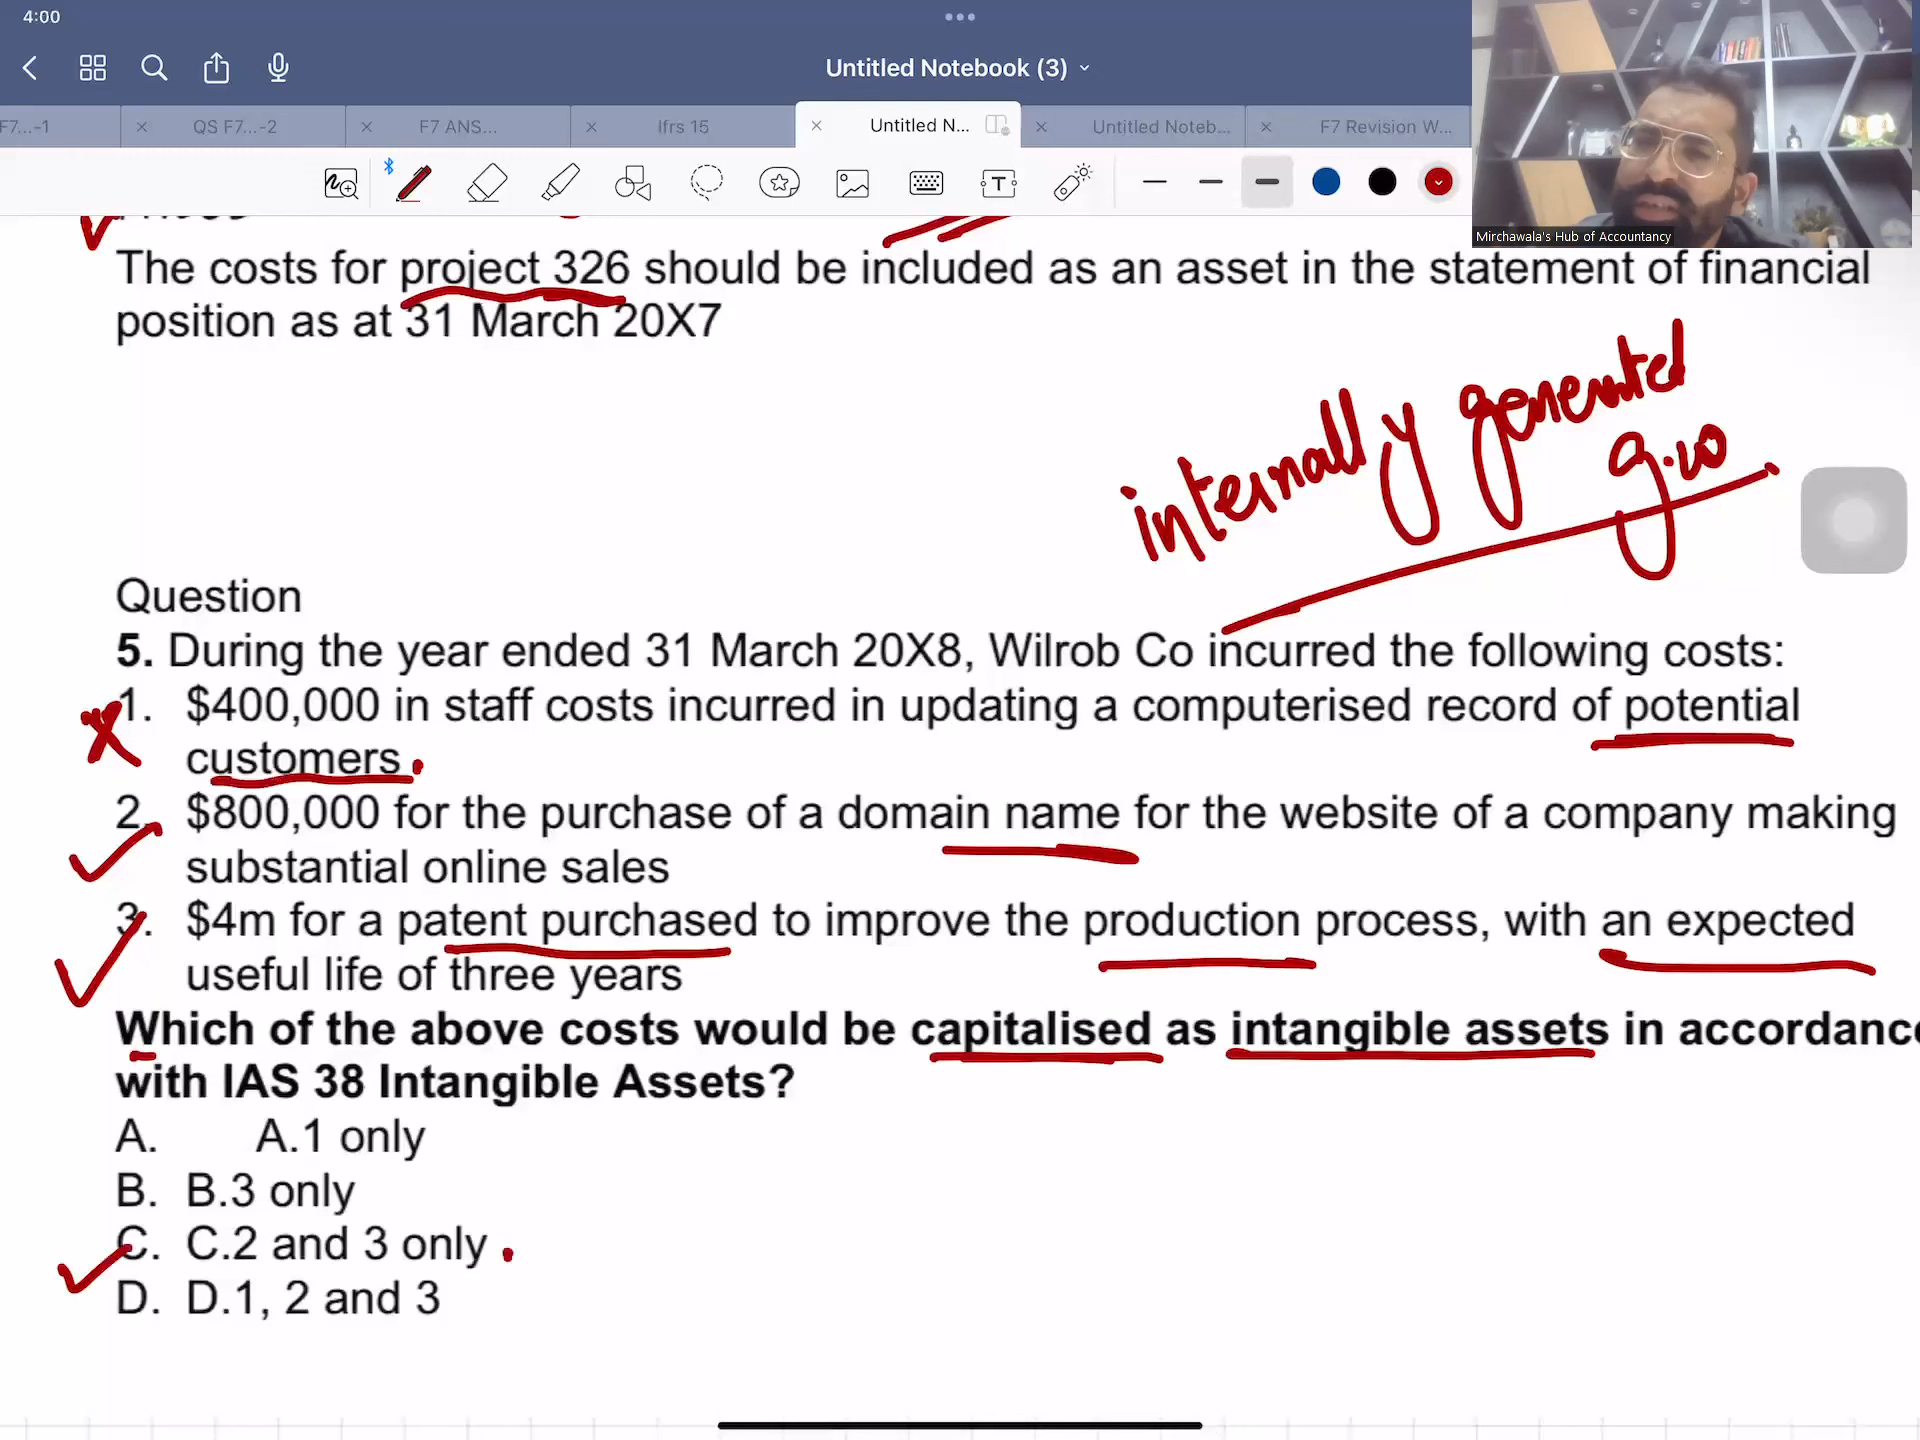 4:00
Untitled Notebook (3)
F7...-1
QS F7...-2
F7 ANS...
Ifrs 15
Untitled N...
Untitled Noteb...
F7 Revision W...
Mirchawala's Hub of Accountancy
The costs for project 326 should be included as an asset in the statement of financial
position as at 31 March 20X7
internally generated
g.w
Question
5. During the year ended 31 March 20X8, Wilrob Co incurred the following costs:
1. $400,000 in staff costs incurred in updating a computerised record of potential
customers
2. $800,000 for the purchase of a domain name for the website of a company making
substantial online sales
3. $4m for a patent purchased to improve the production process, with an expected
useful life of three years
Which of the above costs would be capitalised as intangible assets in accordance
with IAS 38 Intangible Assets?
A. A.1 only
B. B.3 only
C. C.2 and 3 only
D. D.1, 2 and 3